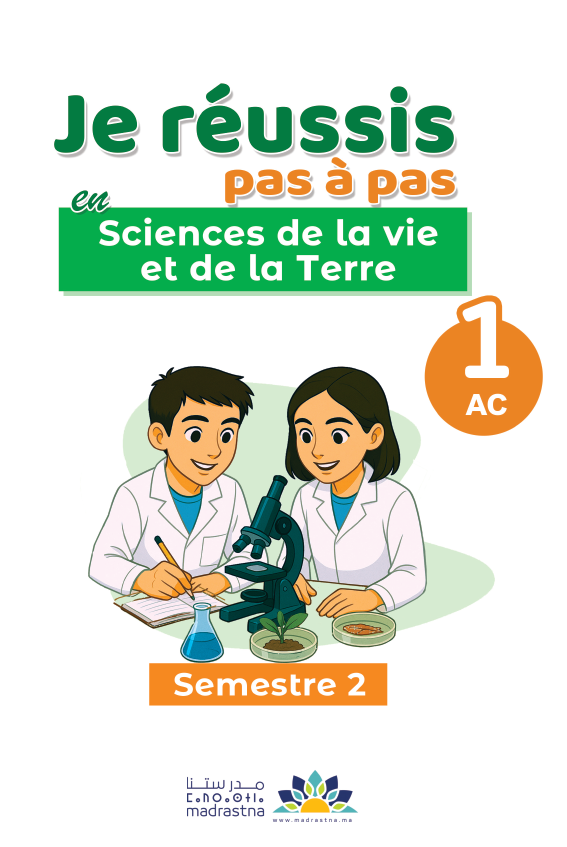 Je réussis
pas à pas
en
Sciences de la vie
et de la Terre
1
AC
Semestre 2
مدرستنا
ⵎⴰⴷⵔⴰⵙⵜⵏⴰ
madrastna
www.madrastna.ma